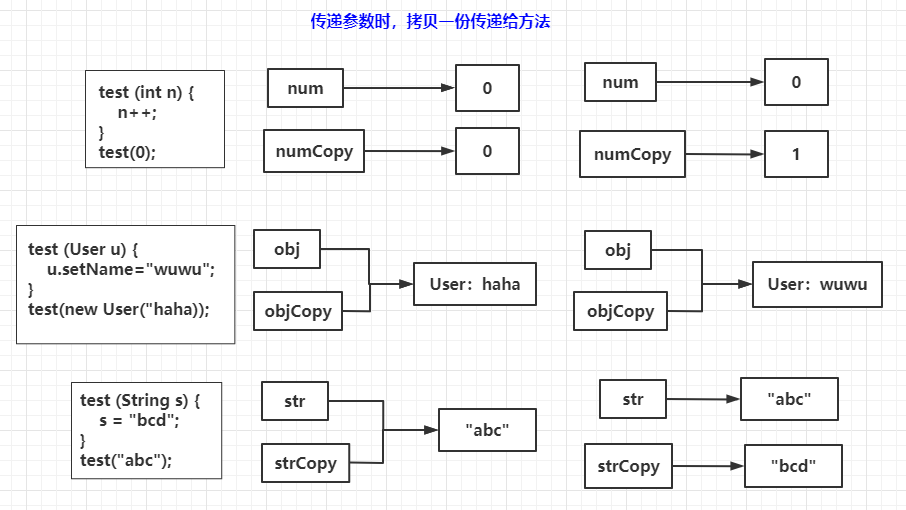 传递参数时，拷贝一份传递给方法
test (int n) {
n++;
}
test(0);
num
0
numCopy
0
num
0
numCopy
1
test (User u) {
u.setName="wuwu";
}
test(new User("haha));
obj
objCopy
User：haha
obj
objCopy
User：wuwu
test (String s) {
s = "bcd";
}
test("abc");
str
strCopy
"abc"
str
"abc"
strCopy
"bcd"